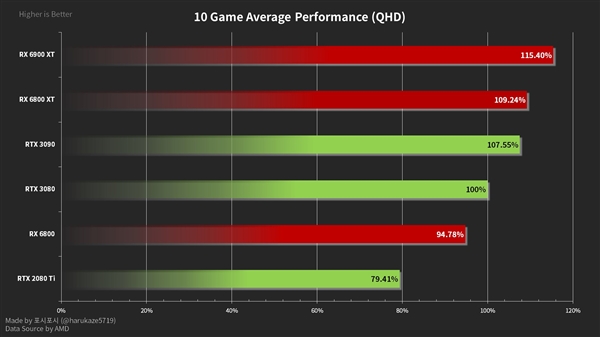 Higher is Better
10 Game Average Performance (QHD)
RX 6900 XT
115.40%
RX 6800 XT
109.24%
RTX 3090
107.55%
RTX 3080
100%
RX 6800
94.78%
RTX 2080 Ti
79.41%
0% 20% 40% 60% 80% 100% 120%
Made by 포시포시 (@harukaze5719)
Data Source by AMD